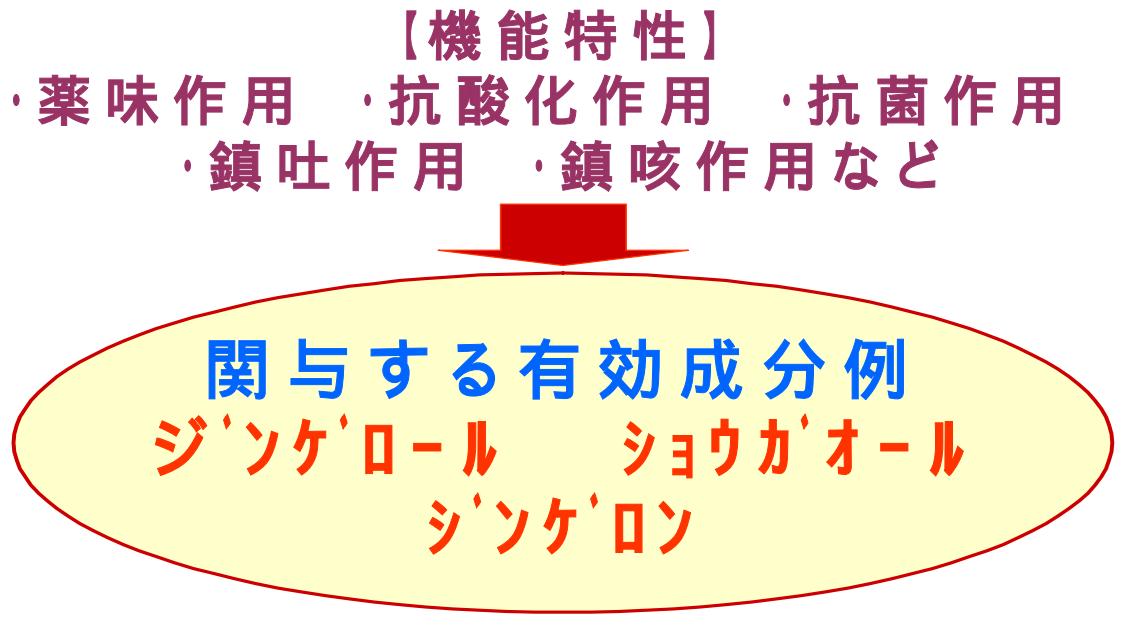 【機能特性】
・薬味作用　・抗酸化作用　・抗菌作用
・鎮吐作用　・鎮咳作用など
関与する有効成分例
ジﾞンｹﾞﾛｰﾙ　ｼｮｳｶﾞｵｰﾙ
ｼﾞﾝｹﾞﾛﾝ